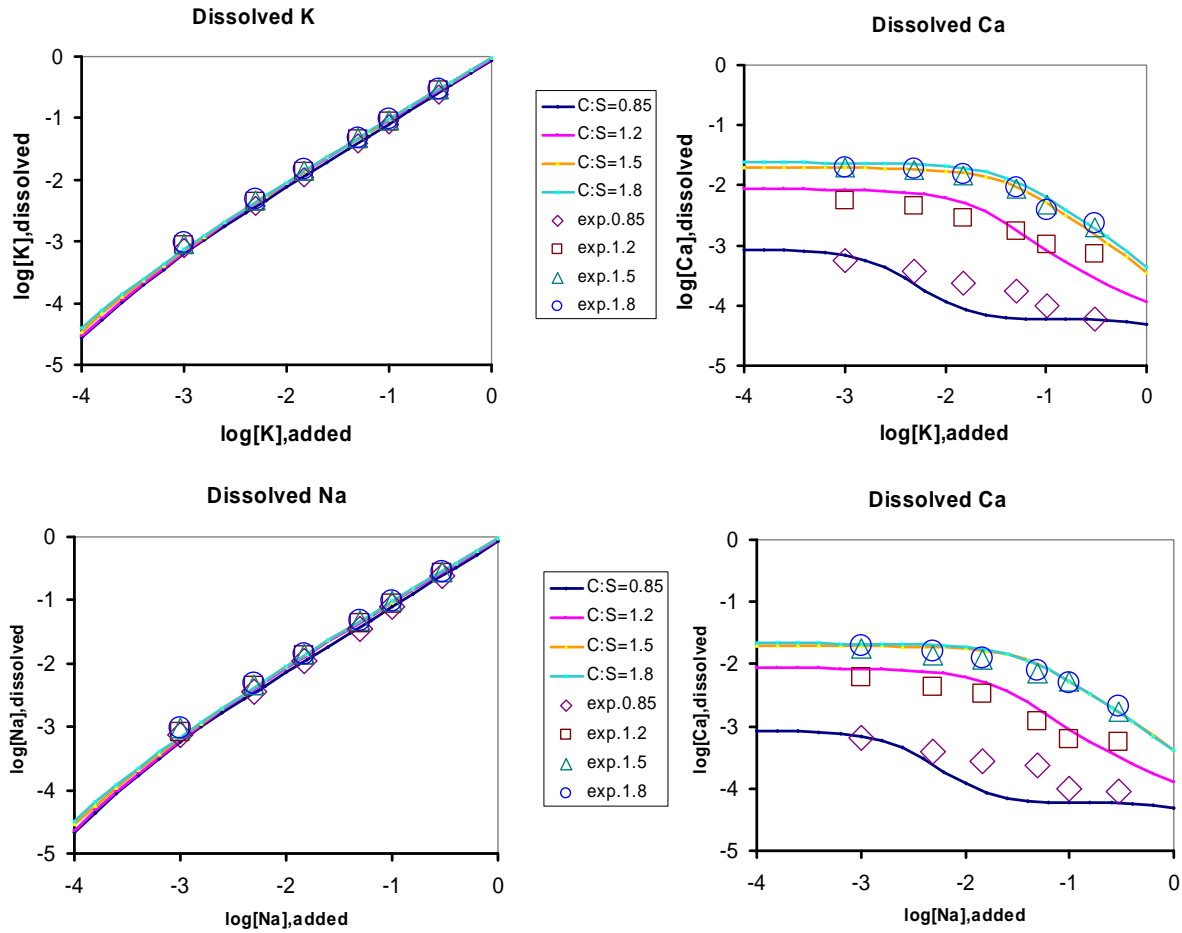 Dissolved K
0
-1
-2
-3
-4
-5
-4 -3 -2 -1 0
log[K],added
log[K],dissolved
C:S=0.85
C:S=1.2
C:S=1.5
C:S=1.8
exp.0.85
exp.1.2
exp.1.5
exp.1.8
Dissolved Ca
0
-1
-2
-3
-4
-5
-4 -3 -2 -1 0
log[K],added
log[Ca],dissolved
Dissolved Na
0
-1
-2
-3
-4
-5
-4 -3 -2 -1 0
log[Na],added
log[Na],dissolved
C:S=0.85
C:S=1.2
C:S=1.5
C:S=1.8
exp.0.85
exp.1.2
exp.1.5
exp.1.8
Dissolved Ca
0
-1
-2
-3
-4
-5
-4 -3 -2 -1 0
log[Na],added
log[Ca],dissolved